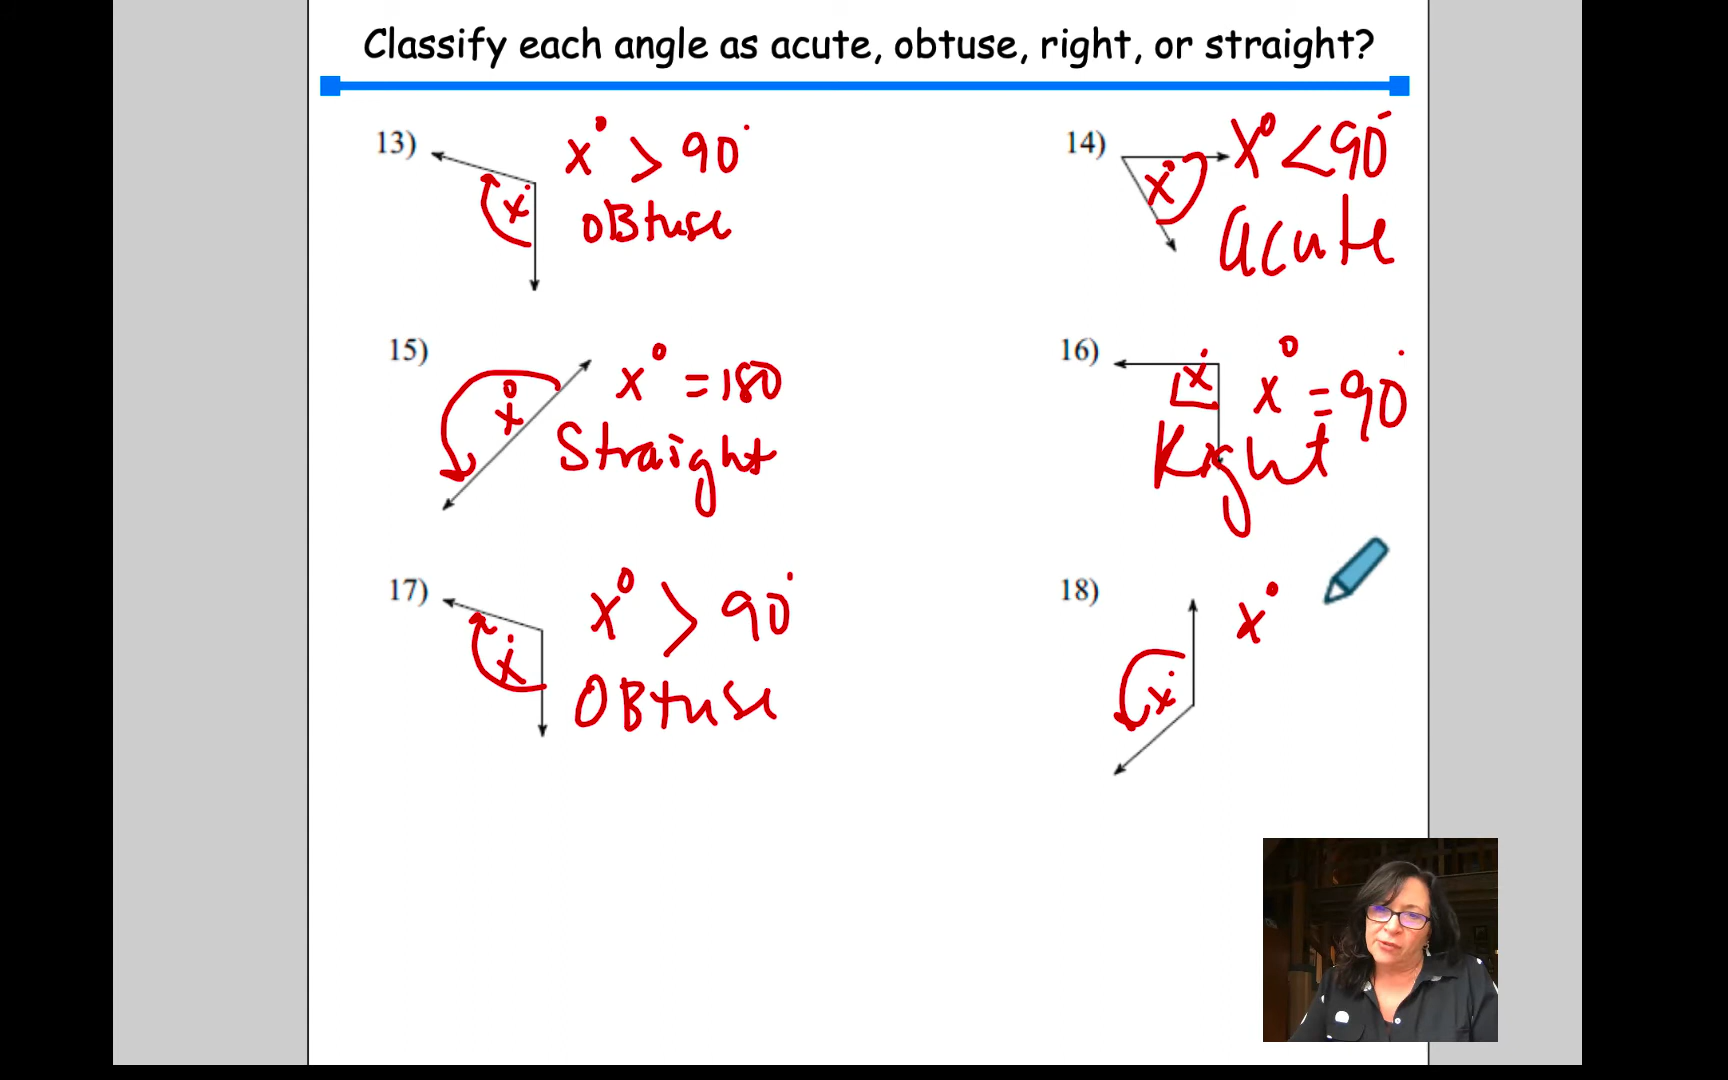 Classify each angle as acute, obtuse, right, or straight?
13) x° > 90°
x°
OBtuse
14) x° < 90°
x°
acute
15) x° = 180
x°
Straight
16) x° = 90°
x°
Right
17) x° > 90°
x°
OBtuse
18) x°
x°